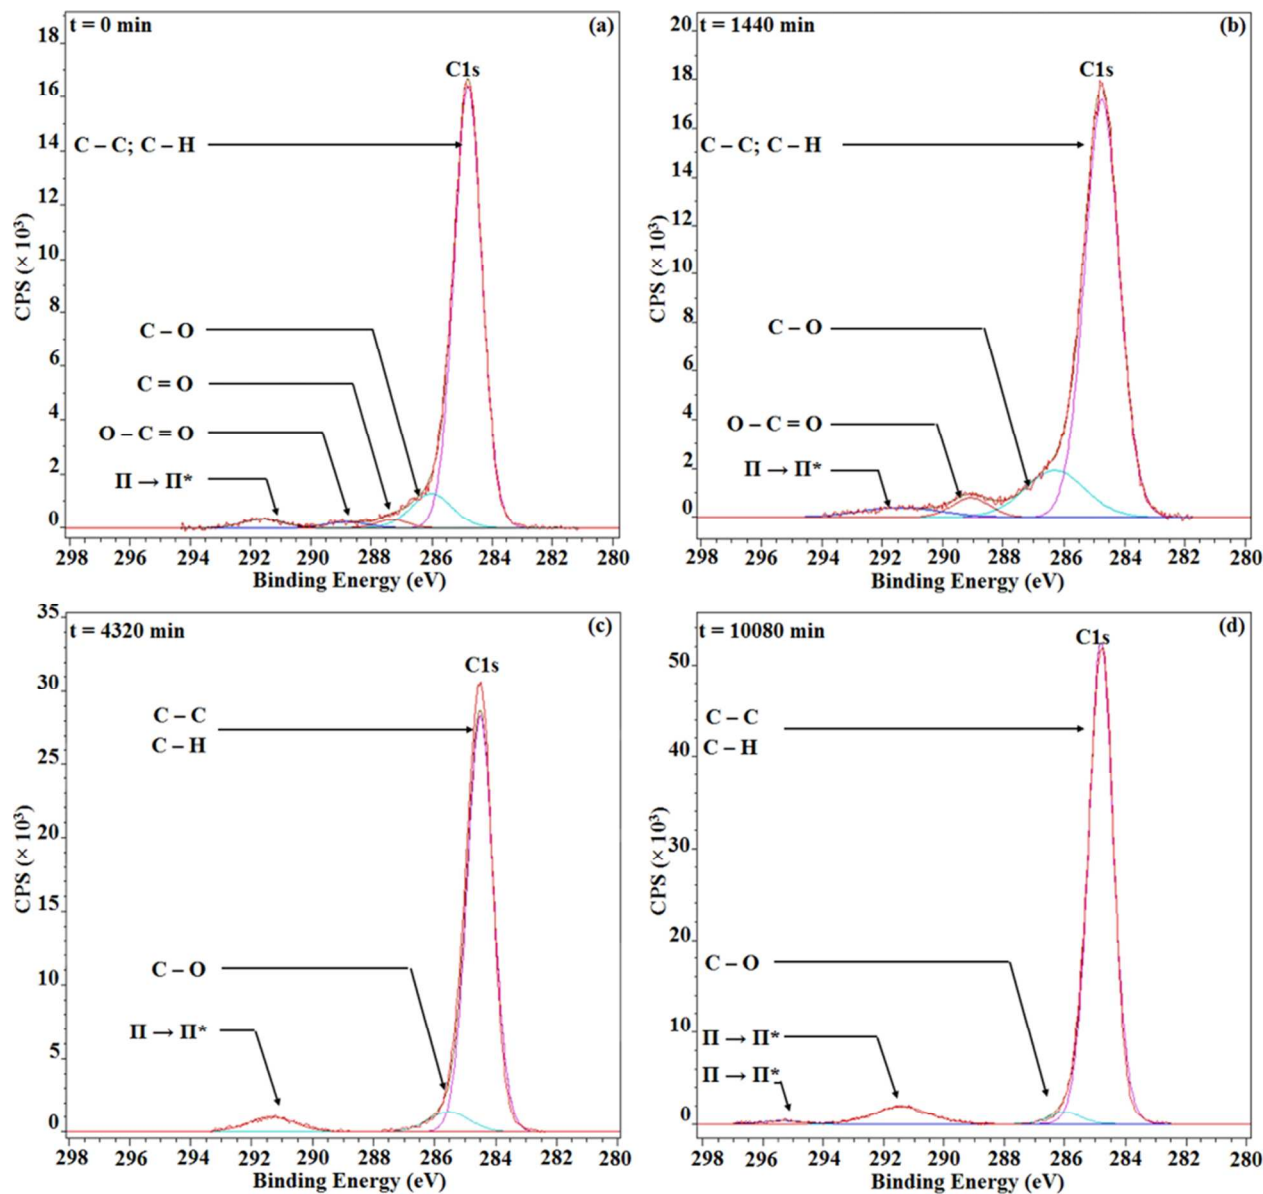 t = 0 min
(a)
C1s
C – C; C – H
C – O
C = O
O – C = O
Π → Π*
CPS (× 10³)
18
16
14
12
10
8
6
4
2
0
298 296 294 292 290 288 286 284 282 280
Binding Energy (eV)
t = 1440 min
(b)
C1s
C – C; C – H
C – O
O – C = O
Π → Π*
CPS (× 10³)
20
18
16
14
12
10
8
6
4
2
0
298 296 294 292 290 288 286 284 282 280
Binding Energy (eV)
t = 4320 min
(c)
C1s
C – C
C – H
C – O
Π → Π*
CPS (× 10³)
35
30
25
20
15
10
5
0
298 296 294 292 290 288 286 284 282 280
Binding Energy (eV)
t = 10080 min
(d)
C1s
C – C
C – H
C – O
Π → Π*
Π → Π*
CPS (× 10³)
50
40
30
20
10
0
298 296 294 292 290 288 286 284 282 280
Binding Energy (eV)